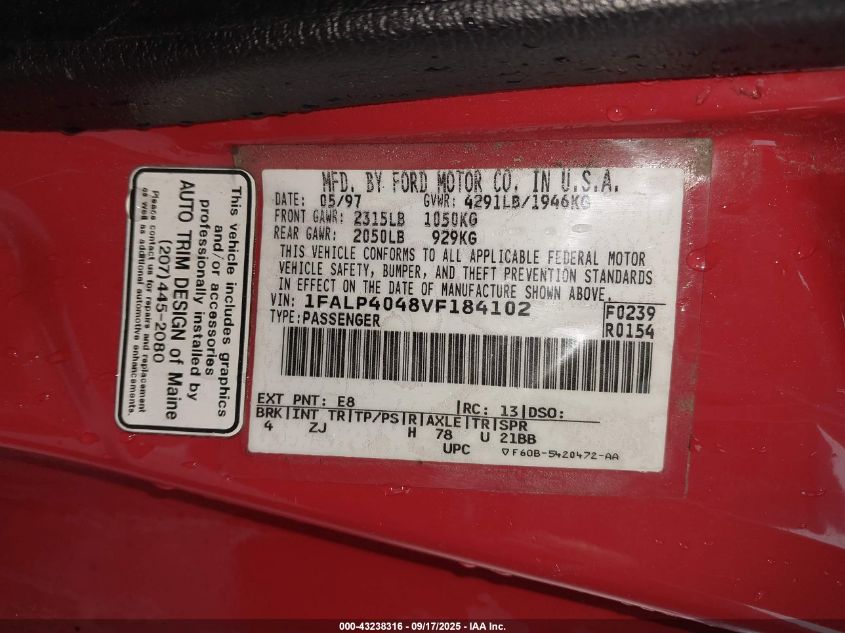 This vehicle includes graphics
and/or accessories
professionally installed by
AUTO TRIM DESIGN of Maine
(207)445-2080
Please contact us for repairs and replacement
as well as additional automotive enhancements.
MFD. BY FORD MOTOR CO. IN U.S.A.
DATE: 05/97 GVWR: 4291LB/1946KG
FRONT GAWR: 2315LB 1050KG
REAR GAWR: 2050LB 929KG
THIS VEHICLE CONFORMS TO ALL APPLICABLE FEDERAL MOTOR
VEHICLE SAFETY, BUMPER, AND THEFT PREVENTION STANDARDS
IN EFFECT ON THE DATE OF MANUFACTURE SHOWN ABOVE.
VIN: 1FALP4048VF184102
TYPE: PASSENGER
F0239
R0154
EXT PNT: E8 |RC: 13|DSO:
BRK|INT TR|TP/PS|R|AXLE|TR|SPR
4 ZJ H 78 U 21BB
UPC ▽F60B-5420472-AA
000-43238316 - 09/17/2025 - IAA Inc.